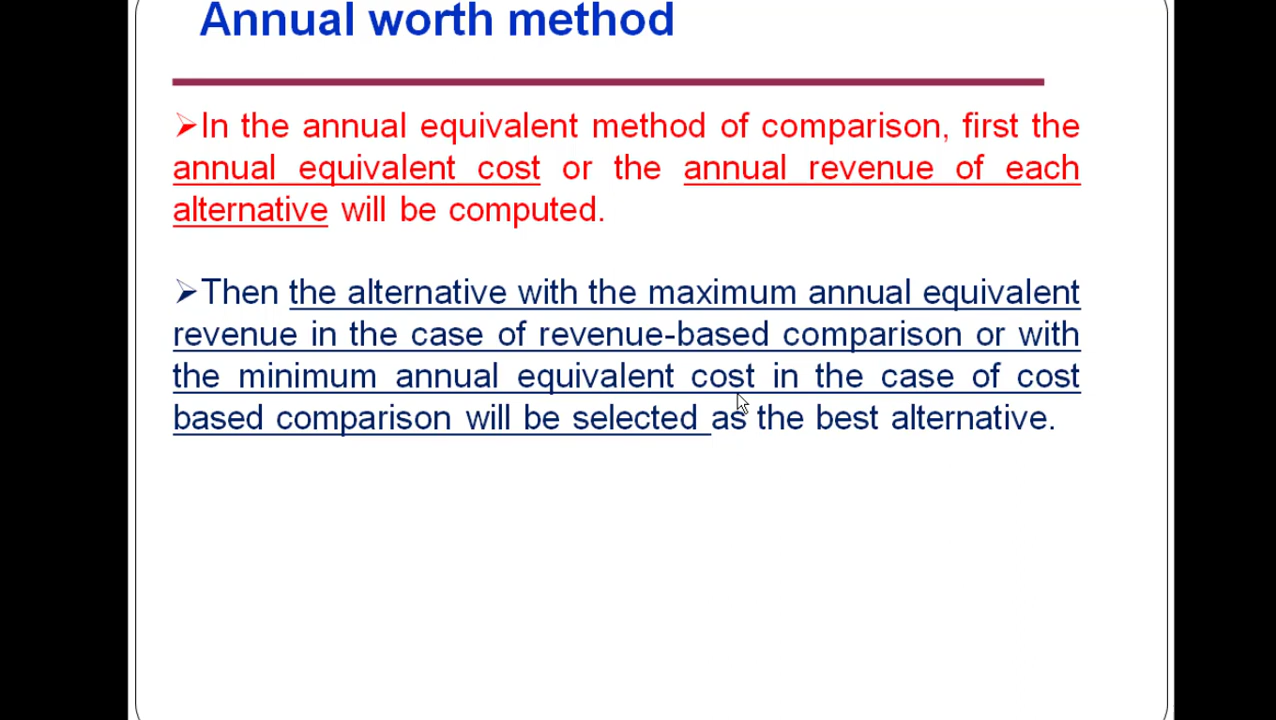 Annual worth method
➢In the annual equivalent method of comparison, first the
annual equivalent cost or the annual revenue of each
alternative will be computed.
➢Then the alternative with the maximum annual equivalent
revenue in the case of revenue-based comparison or with
the minimum annual equivalent cost in the case of cost
based comparison will be selected as the best alternative.